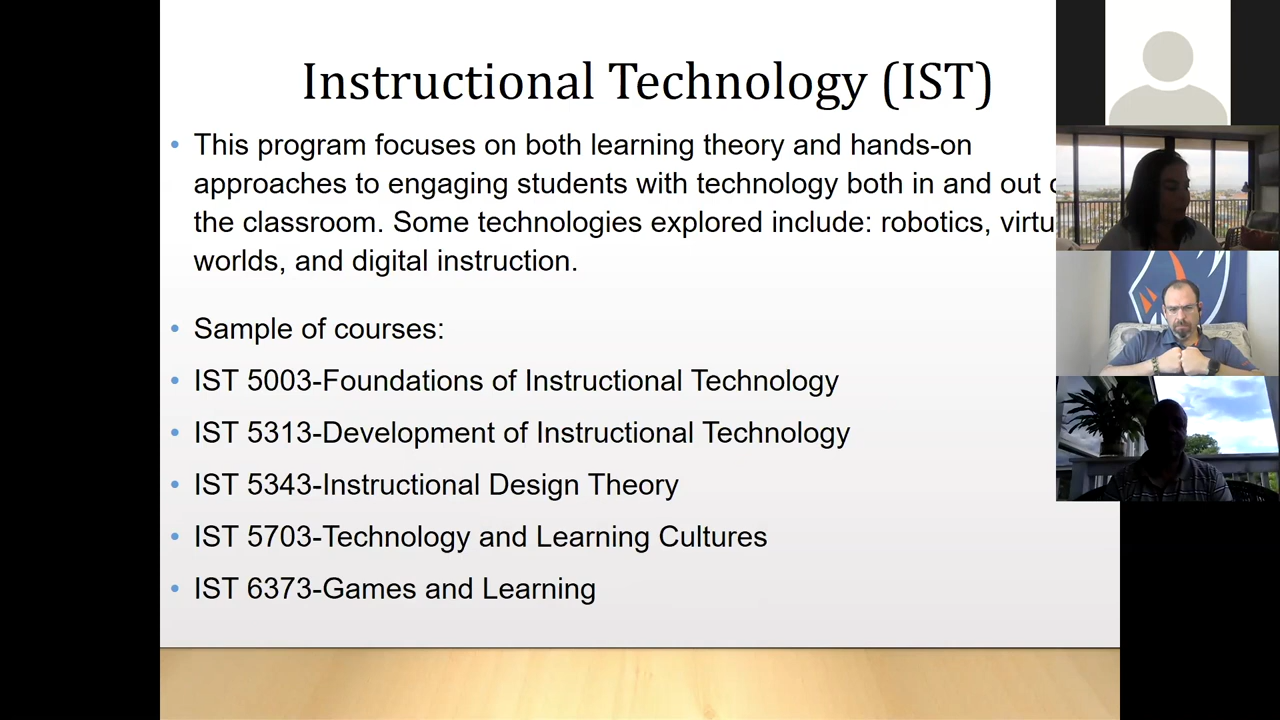 Instructional Technology (IST)
• This program focuses on both learning theory and hands-on
approaches to engaging students with technology both in and out
the classroom. Some technologies explored include: robotics,
worlds, and digital instruction.
• Sample of courses:
• IST 5003-Foundations of Instructional Technology
• IST 5313-Development of Instructional Technology
• IST 5343-Instructional Design Theory
• IST 5703-Technology and Learning Cultures
• IST 6373-Games and Learning